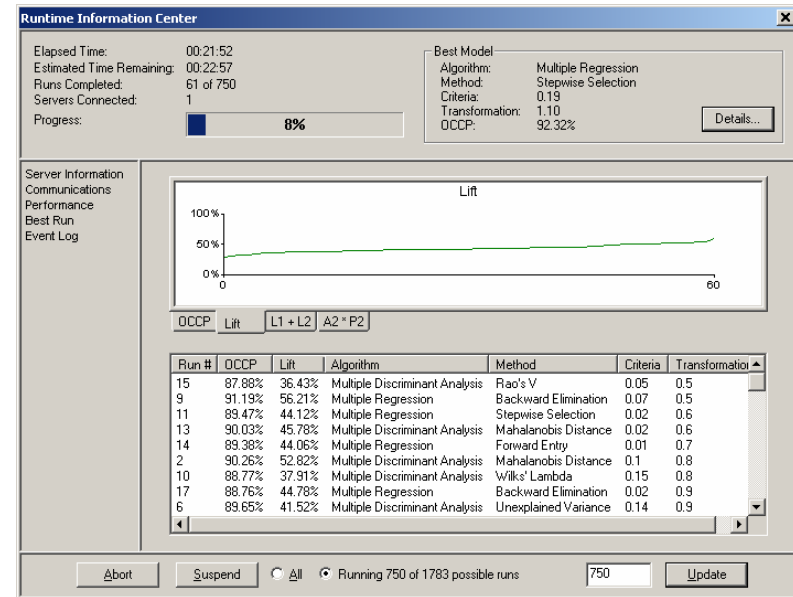 Runtime Information Center
Elapsed Time: 00:21:52
Estimated Time Remaining: 00:22:57
Runs Completed: 61 of 750
Servers Connected: 1
Progress: 8%
Best Model
Algorithm: Multiple Regression
Method: Stepwise Selection
Criteria: 0.19
Transformation: 1.10
OCCP: 92.32%
Details...
Server Information
Communications
Performance
Best Run
Event Log
Lift
100%
50%
0%
0 60
OCCP Lift L1 + L2 A2 * P2
Run # OCCP Lift Algorithm Method Criteria Transformation
15 87.88% 36.43% Multiple Discriminant Analysis Rao's V 0.05 0.5
9 91.19% 56.21% Multiple Regression Backward Elimination 0.07 0.5
11 89.47% 44.12% Multiple Regression Stepwise Selection 0.02 0.6
13 90.03% 45.78% Multiple Discriminant Analysis Mahalanobis Distance 0.02 0.6
14 89.38% 44.06% Multiple Regression Forward Entry 0.01 0.7
2 90.26% 52.82% Multiple Discriminant Analysis Mahalanobis Distance 0.1 0.8
10 88.77% 37.91% Multiple Discriminant Analysis Wilks' Lambda 0.15 0.8
17 88.76% 44.78% Multiple Regression Backward Elimination 0.02 0.9
6 89.65% 41.52% Multiple Discriminant Analysis Unexplained Variance 0.14 0.9
Abort Suspend All Running 750 of 1783 possible runs 750 Update